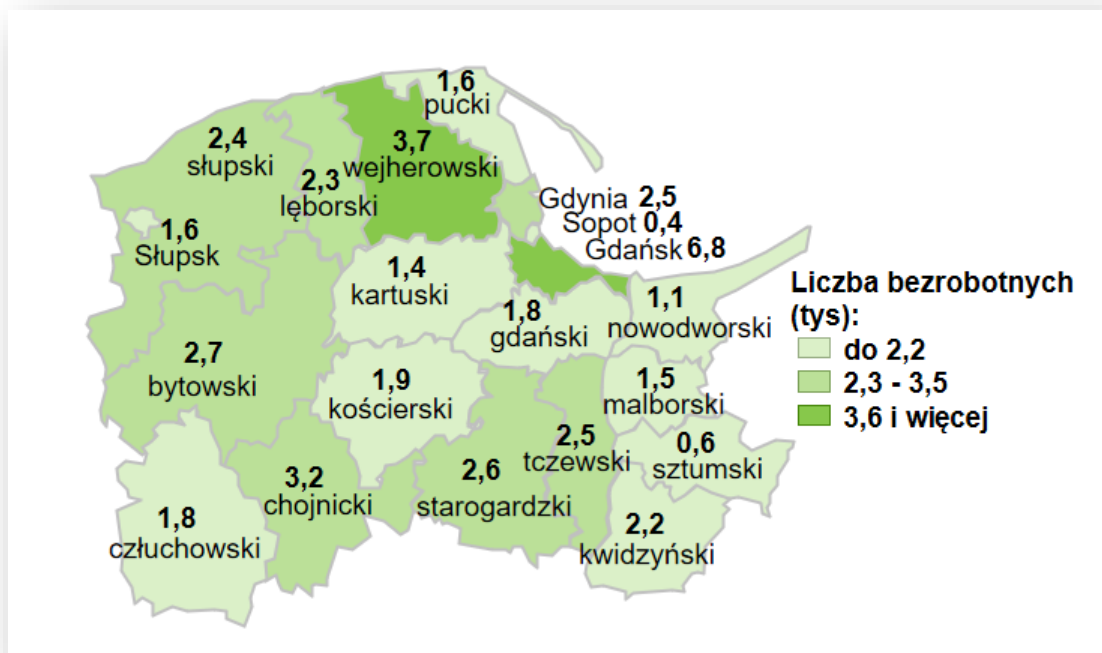 1,6
pucki
2,4
słupski
3,7
wejherowski
2,3
lęborski
Gdynia 2,5
Sopot 0,4
Gdańsk 6,8
1,6
Słupsk
1,4
kartuski
1,8
gdański
1,1
nowodworski
2,7
bytowski
1,9
kościerski
1,5
malborski
2,5
tczewski
0,6
sztumski
3,2
chojnicki
2,6
starogardzki
1,8
człuchowski
2,2
kwidzyński
Liczba bezrobotnych
(tys):
do 2,2
2,3 - 3,5
3,6 i więcej